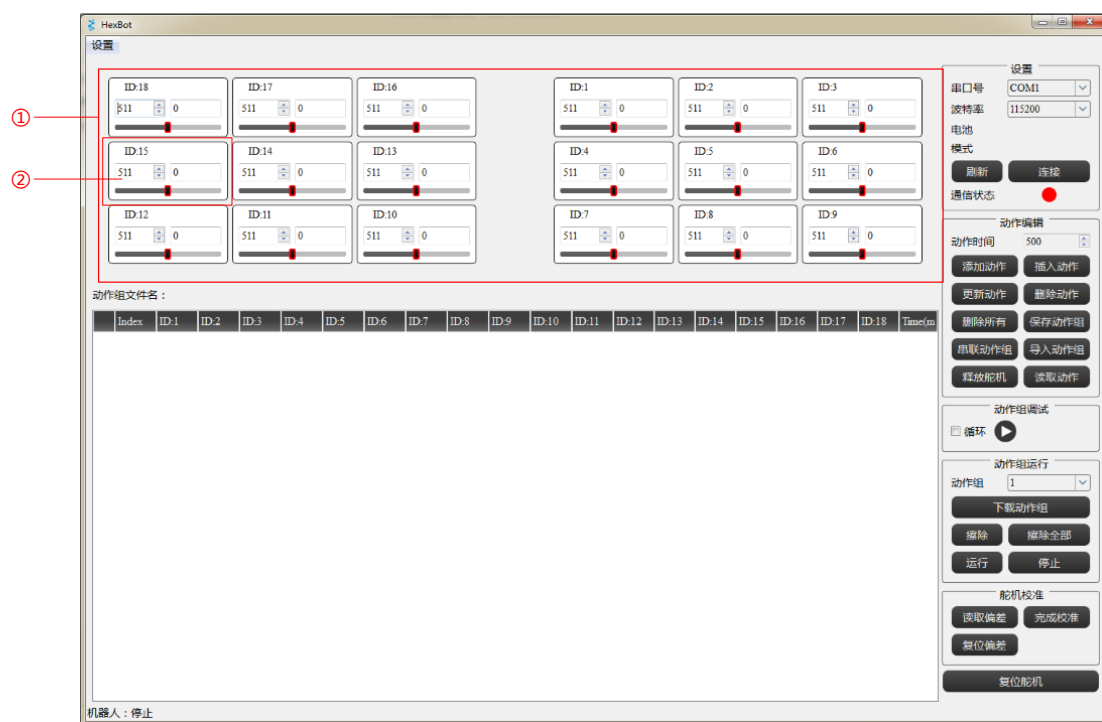 HexBot
设置
①
②
ID:18 ID:17 ID:16 ID:1 ID:2 ID:3
511 0 511 0 511 0 511 0 511 0 511 0
ID:15 ID:14 ID:13 ID:4 ID:5 ID:6
511 0 511 0 511 0 511 0 511 0 511 0
ID:12 ID:11 ID:10 ID:7 ID:8 ID:9
511 0 511 0 511 0 511 0 511 0 511 0
动作组文件名：
Index ID:1 ID:2 ID:3 ID:4 ID:5 ID:6 ID:7 ID:8 ID:9 ID:10 ID:11 ID:12 ID:13 ID:14 ID:15 ID:16 ID:17 ID:18 Time(m
设置
串口号 COM1
波特率 115200
电池
模式
刷新 连接
通信状态
动作编辑
动作时间 500
添加动作 插入动作
更新动作 删除动作
删除所有 保存动作组
串联动作组 导入动作组
释放舵机 读取动作
动作组调试
循环
动作组运行
动作组 1
下载动作组
擦除 擦除全部
运行 停止
舵机校准
读取偏差 完成校准
复位偏差
复位舵机
机器人：停止